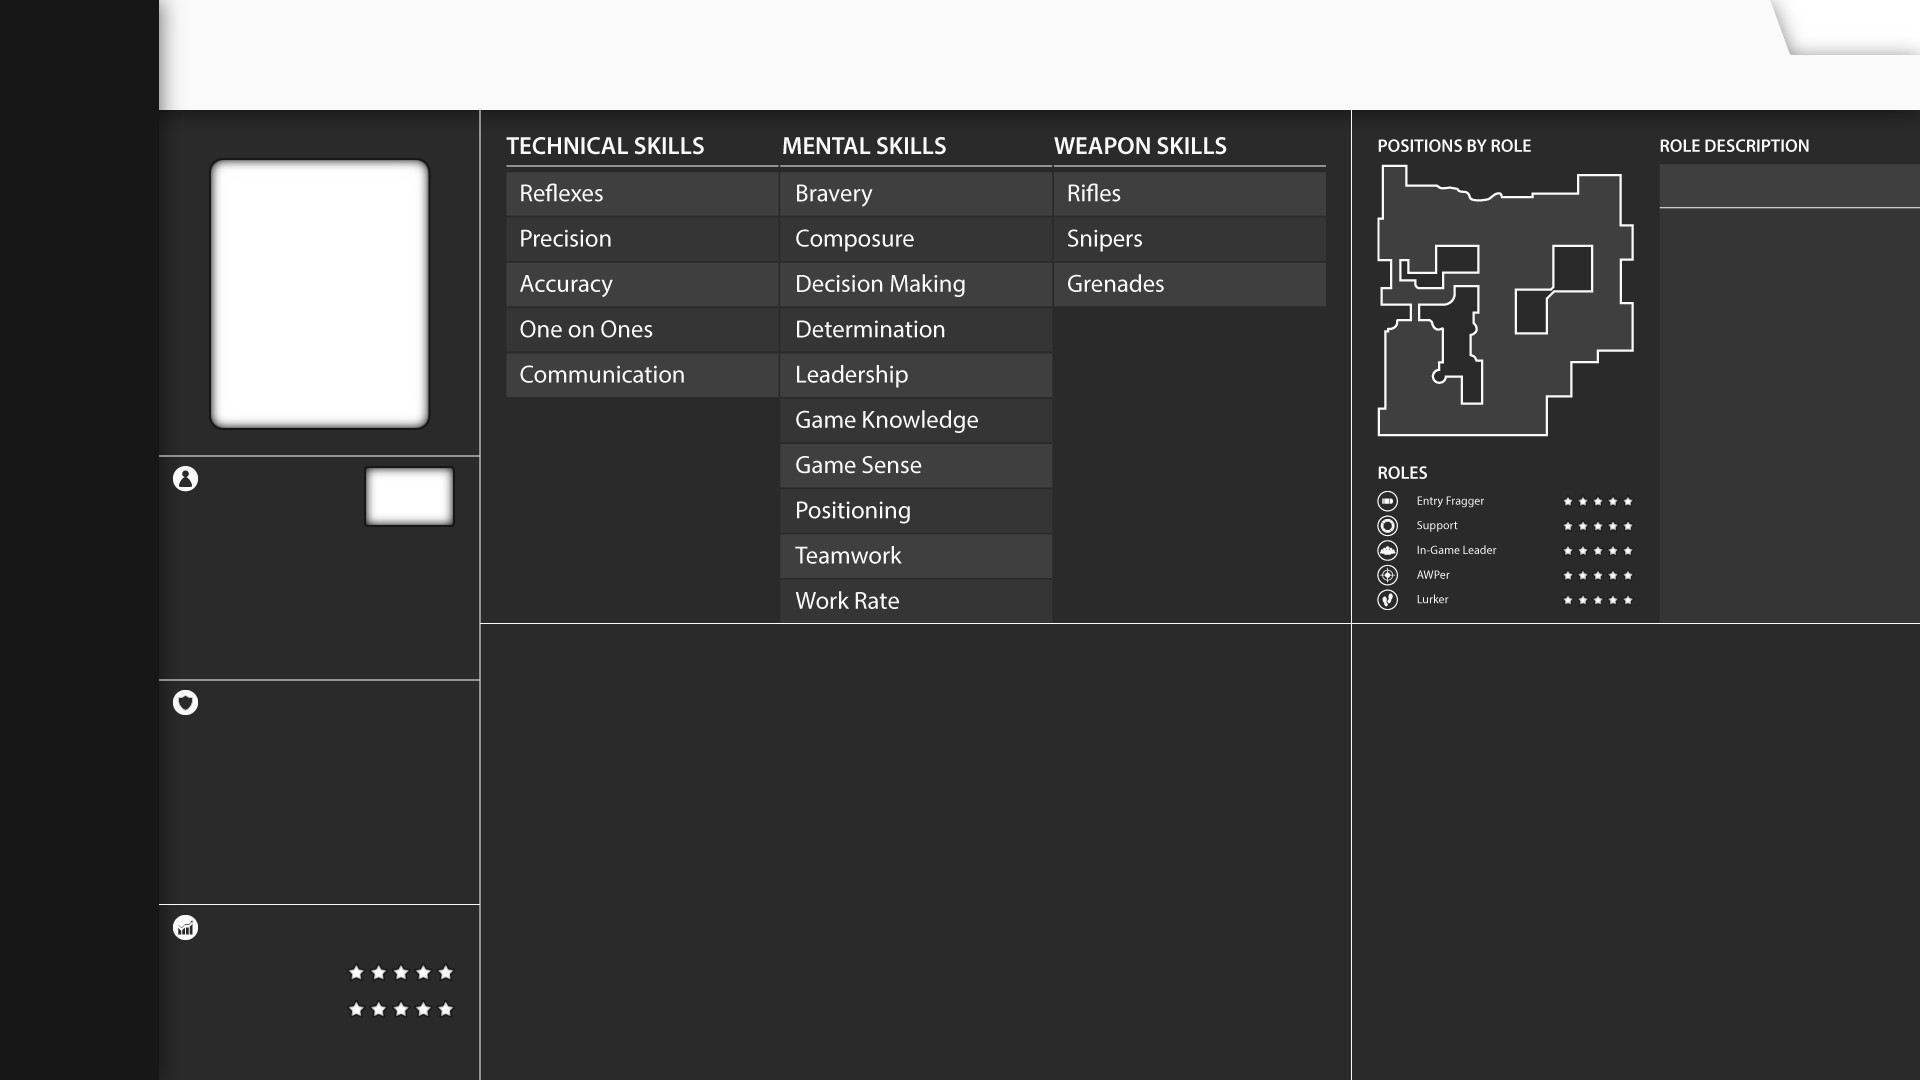 TECHNICAL SKILLS
Reflexes
Precision
Accuracy
One on Ones
Communication
MENTAL SKILLS
Bravery
Composure
Decision Making
Determination
Leadership
Game Knowledge
Game Sense
Positioning
Teamwork
Work Rate
WEAPON SKILLS
Rifles
Snipers
Grenades
POSITIONS BY ROLE
ROLES
Entry Fragger
Support
In-Game Leader
AWPer
Lurker
ROLE DESCRIPTION